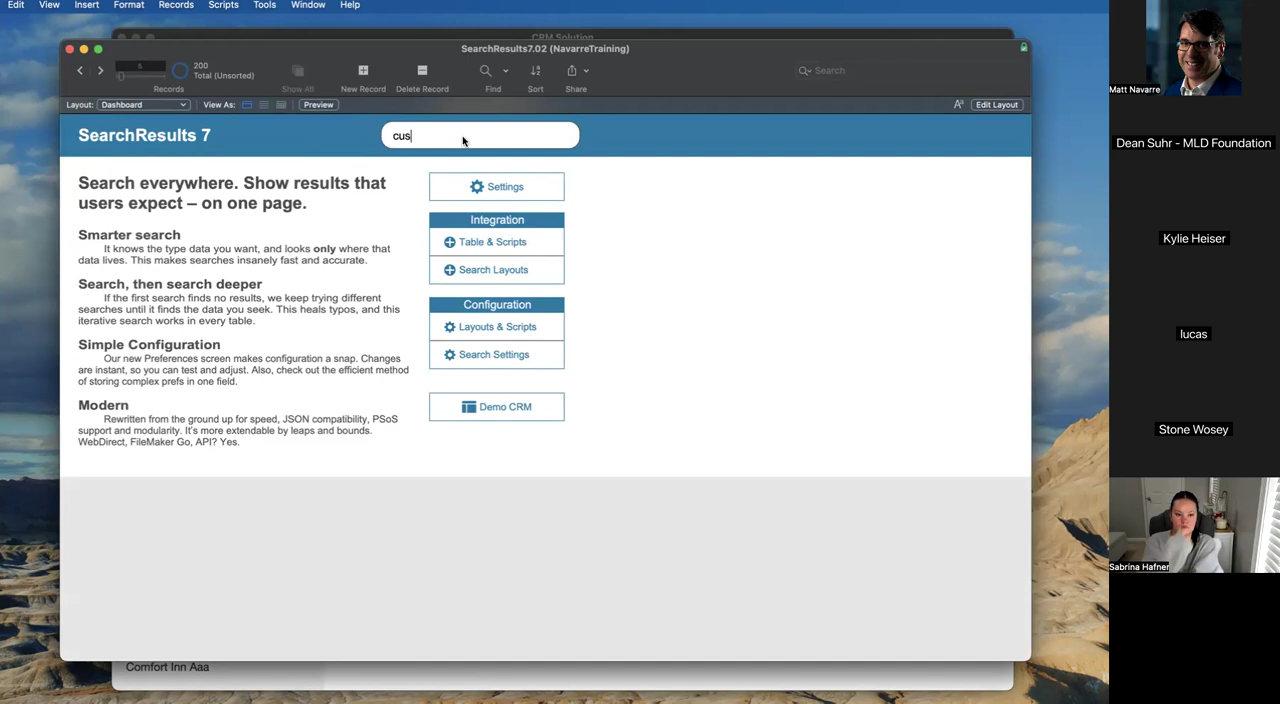 Edit View Insert Format Records Scripts Tools Window Help
CRM Solution
SearchResults7.02 (NavarreTraining)
5
200
Total (Unsorted)
Records
Show All
New Record
Delete Record
Find
Sort
Share
Search
Layout: Dashboard
View As:
Preview
Edit Layout
SearchResults 7
cus
Search everywhere. Show results that
users expect – on one page.
Smarter search
It knows the type data you want, and looks only where that
data lives. This makes searches insanely fast and accurate.
Search, then search deeper
If the first search finds no results, we keep trying different
searches until it finds the data you seek. This heals typos, and this
iterative search works in every table.
Simple Configuration
Our new Preferences screen makes configuration a snap. Changes
are instant, so you can test and adjust. Also, check out the efficient method
of storing complex prefs in one field.
Modern
Rewritten from the ground up for speed, JSON compatibility, PSoS
support and modularity. It's more extendable by leaps and bounds.
WebDirect, FileMaker Go, API? Yes.
Settings
Integration
Table & Scripts
Search Layouts
Configuration
Layouts & Scripts
Search Settings
Demo CRM
Comfort Inn Aaa
Matt Navarre
Dean Suhr - MLD Foundation
Kylie Heiser
lucas
Stone Wosey
Sabrina Hafner